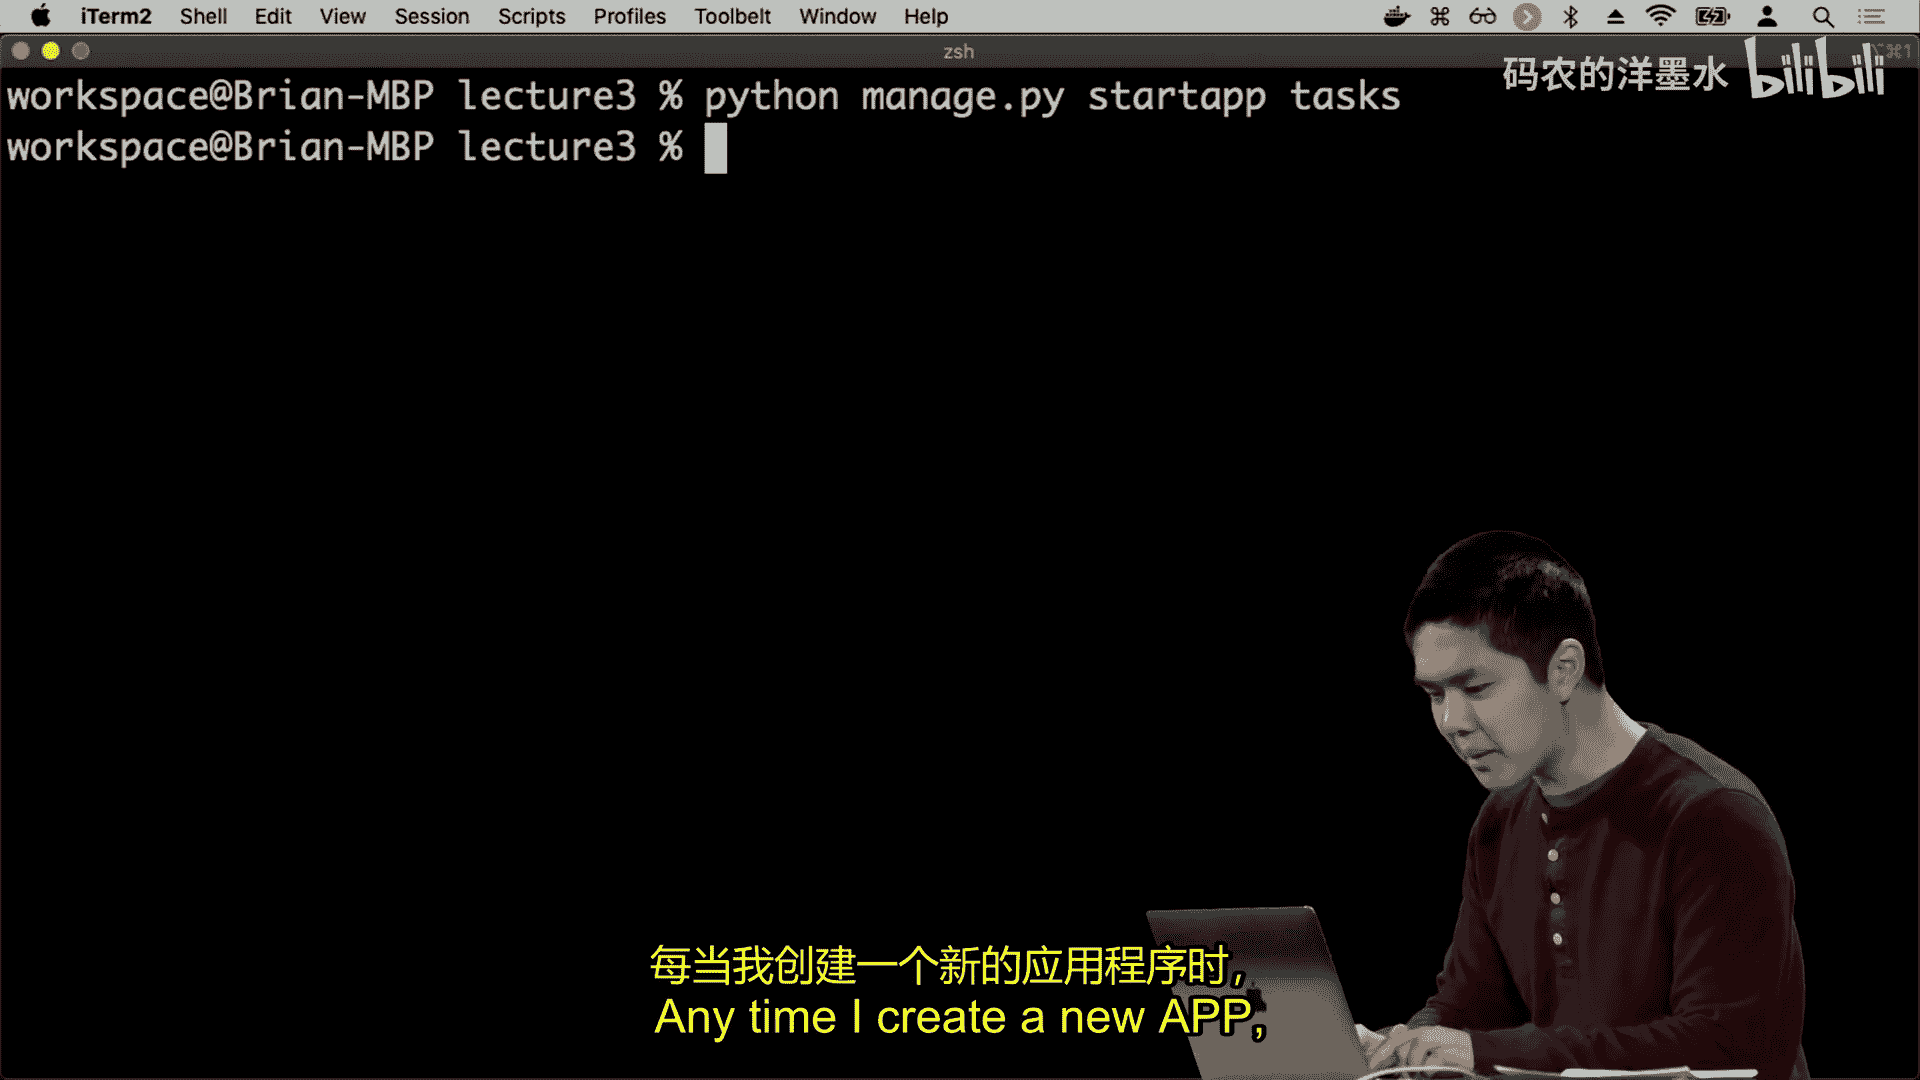 iTerm2 Shell Edit View Session Scripts Profiles Toolbelt Window Help
zsh
⌥⌘1
码农的洋墨水 bilibili
workspace@Brian-MBP lecture3 % python manage.py startapp tasks
workspace@Brian-MBP lecture3 %
每当我创建一个新的应用程序时,
Any time I create a new APP,